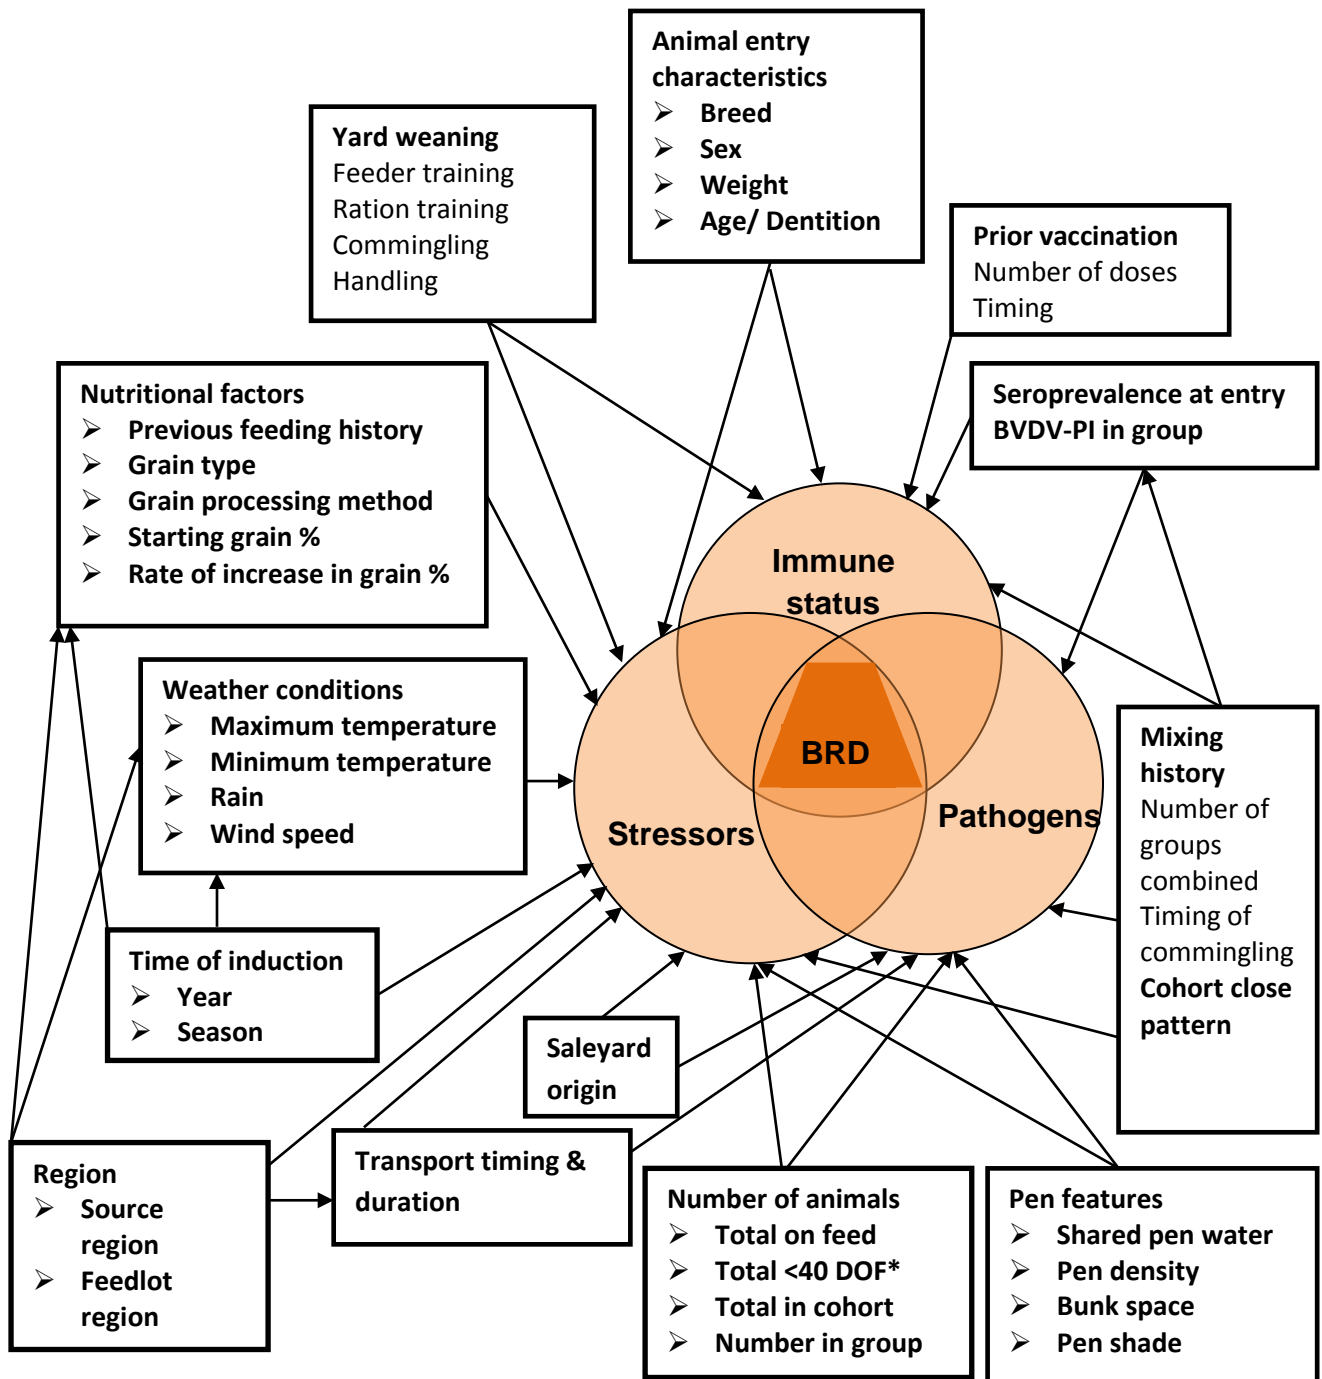 Animal entry
characteristics
➢ Breed
➢ Sex
➢ Weight
➢ Age/ Dentition
Yard weaning
Feeder training
Ration training
Commingling
Handling
Prior vaccination
Number of doses
Timing
Nutritional factors
➢ Previous feeding history
➢ Grain type
➢ Grain processing method
➢ Starting grain %
➢ Rate of increase in grain %
Seroprevalence at entry
BVDV-PI in group
Immune
status
Weather conditions
➢ Maximum temperature
➢ Minimum temperature
➢ Rain
➢ Wind speed
BRD
Stressors
Pathogens
Mixing
history
Number of
groups
combined
Timing of
commingling
Cohort close
pattern
Time of induction
➢ Year
➢ Season
Saleyard
origin
Region
➢ Source
region
➢ Feedlot
region
Transport timing &
duration
Number of animals
➢ Total on feed
➢ Total <40 DOF*
➢ Total in cohort
➢ Number in group
Pen features
➢ Shared pen water
➢ Pen density
➢ Bunk space
➢ Pen shade